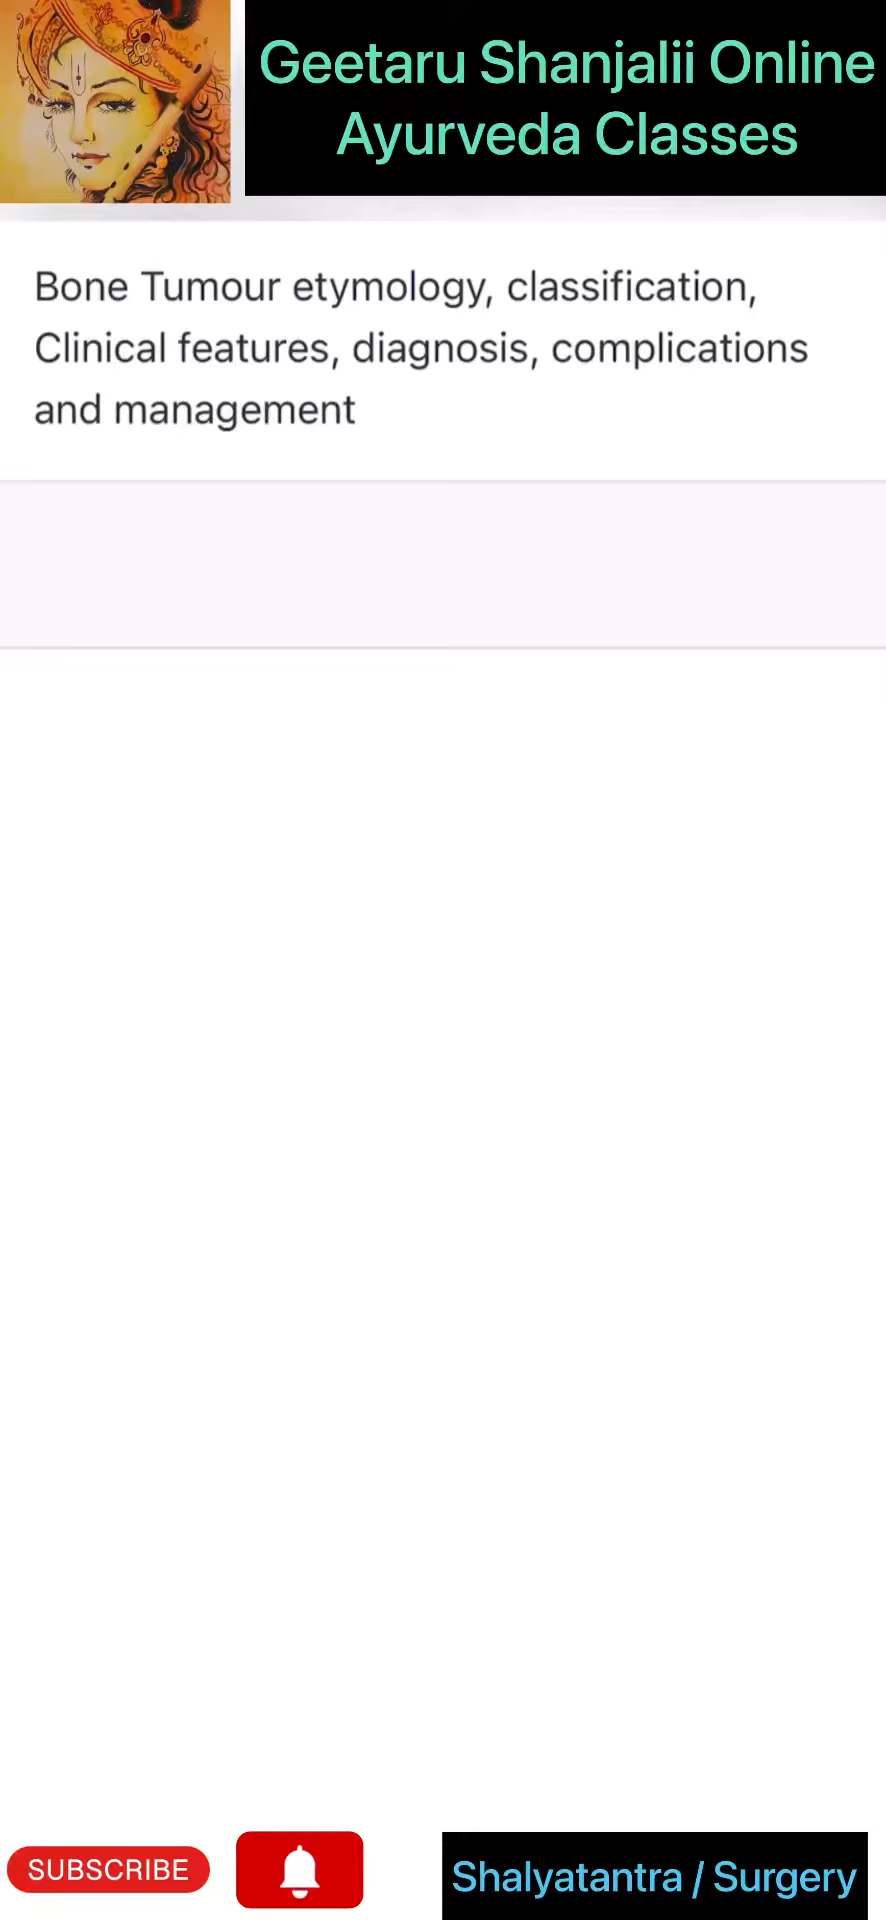 Geetaru Shanjalii Online
Ayurveda Classes
Bone Tumour etymology, classification,
Clinical features, diagnosis, complications
and management
SUBSCRIBE
Shalyatantra / Surgery